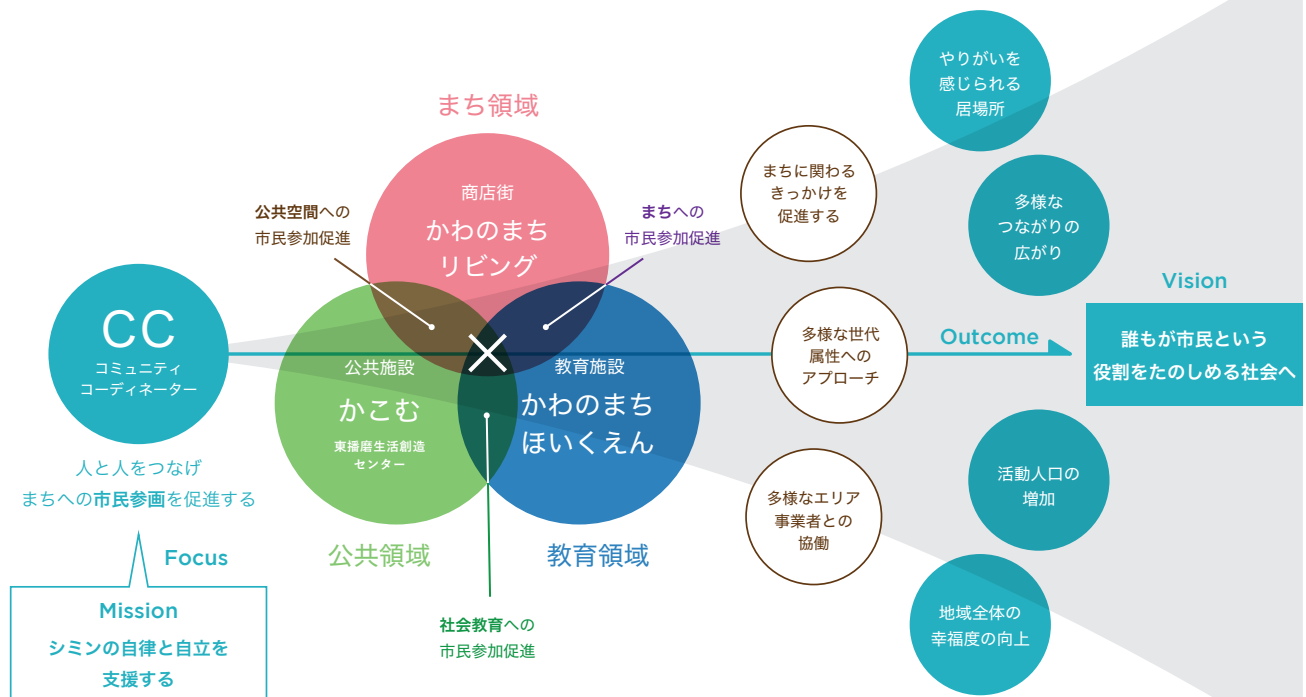 CC
コミュニティ
コーディネーター
人と人をつなげ
まちへの市民参画を促進する
Focus
Mission
シミンの自律と自立を
支援する
まち領域
商店街
かわのまち
リビング
公共空間への
市民参加促進
まちへの
市民参加促進
公共施設
かこむ
東播磨生活創造
センター
教育施設
かわのまち
ほいくえん
公共領域
教育領域
社会教育への
市民参加促進
まちに関わる
きっかけを
促進する
多様な世代
属性への
アプローチ
多様なエリア
事業者との
協働
Outcome
やりがいを
感じられる
居場所
多様な
つながりの
広がり
活動人口の
増加
地域全体の
幸福度の向上
Vision
誰もが市民という
役割をたのしめる社会へ